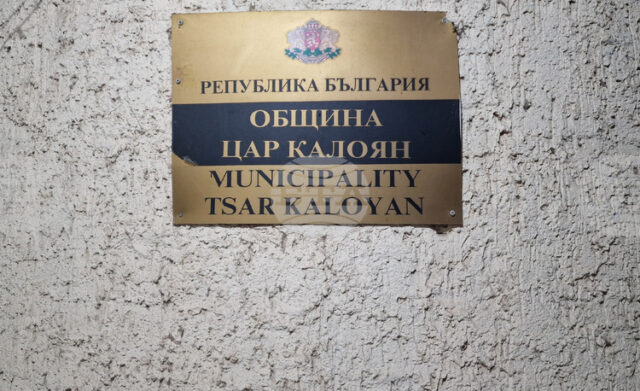 РЕПУБЛИКА БЪЛГАРИЯ
ОБЩИНА
ЦАР КАЛОЯН
MUNICIPALITY
TSAR KALOYAN